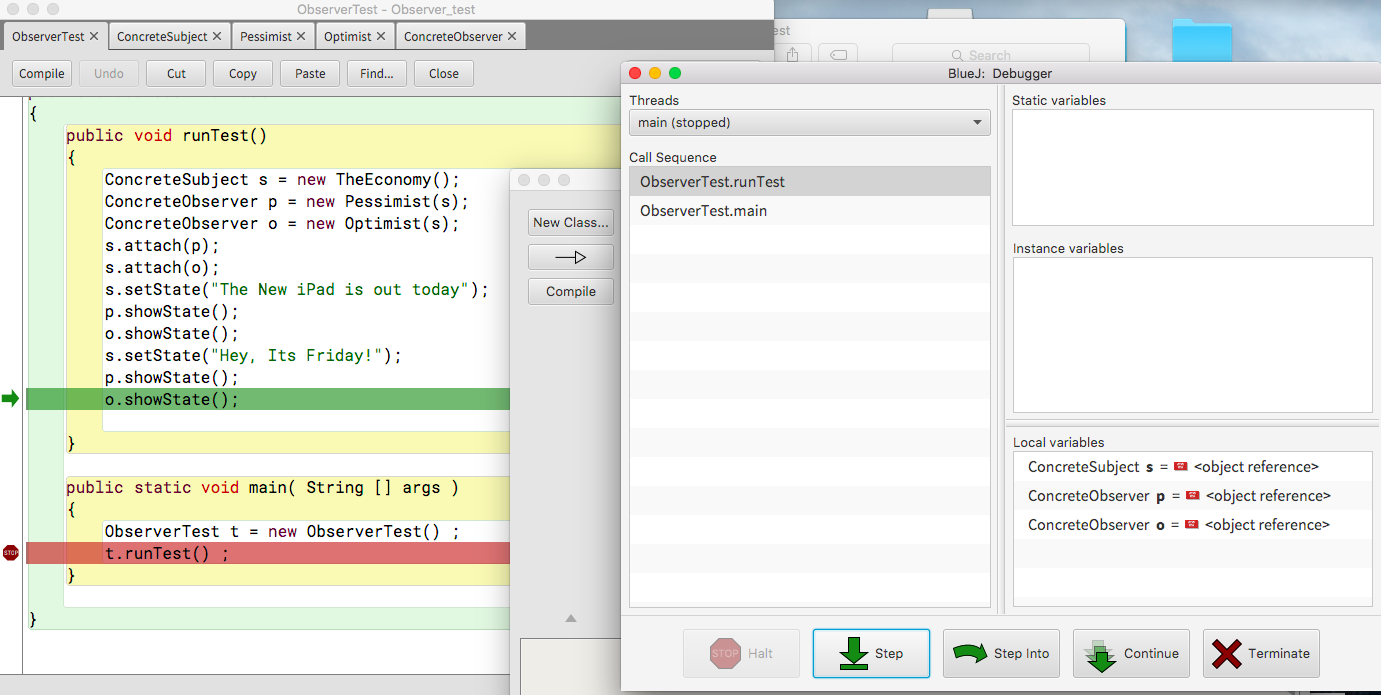 ObserverTest - Observer_test
ObserverTest ✕ ConcreteSubject ✕ Pessimist ✕ Optimist ✕ ConcreteObserver ✕
Compile Undo Cut Copy Paste Find... Close
{
public void runTest()
{
ConcreteSubject s = new TheEconomy();
ConcreteObserver p = new Pessimist(s);
ConcreteObserver o = new Optimist(s);
s.attach(p);
s.attach(o);
s.setState("The New iPad is out today");
p.showState();
o.showState();
s.setState("Hey, Its Friday!");
p.showState();
o.showState();
}
public static void main( String [] args )
{
ObserverTest t = new ObserverTest() ;
STOP t.runTest() ;
}
}
New Class...
Compile
est
Search
BlueJ: Debugger
Threads
main (stopped)
Call Sequence
ObserverTest.runTest
ObserverTest.main
Static variables
Instance variables
Local variables
ConcreteSubject s = <object reference>
ConcreteObserver p = <object reference>
ConcreteObserver o = <object reference>
STOP Halt Step Step Into Continue Terminate